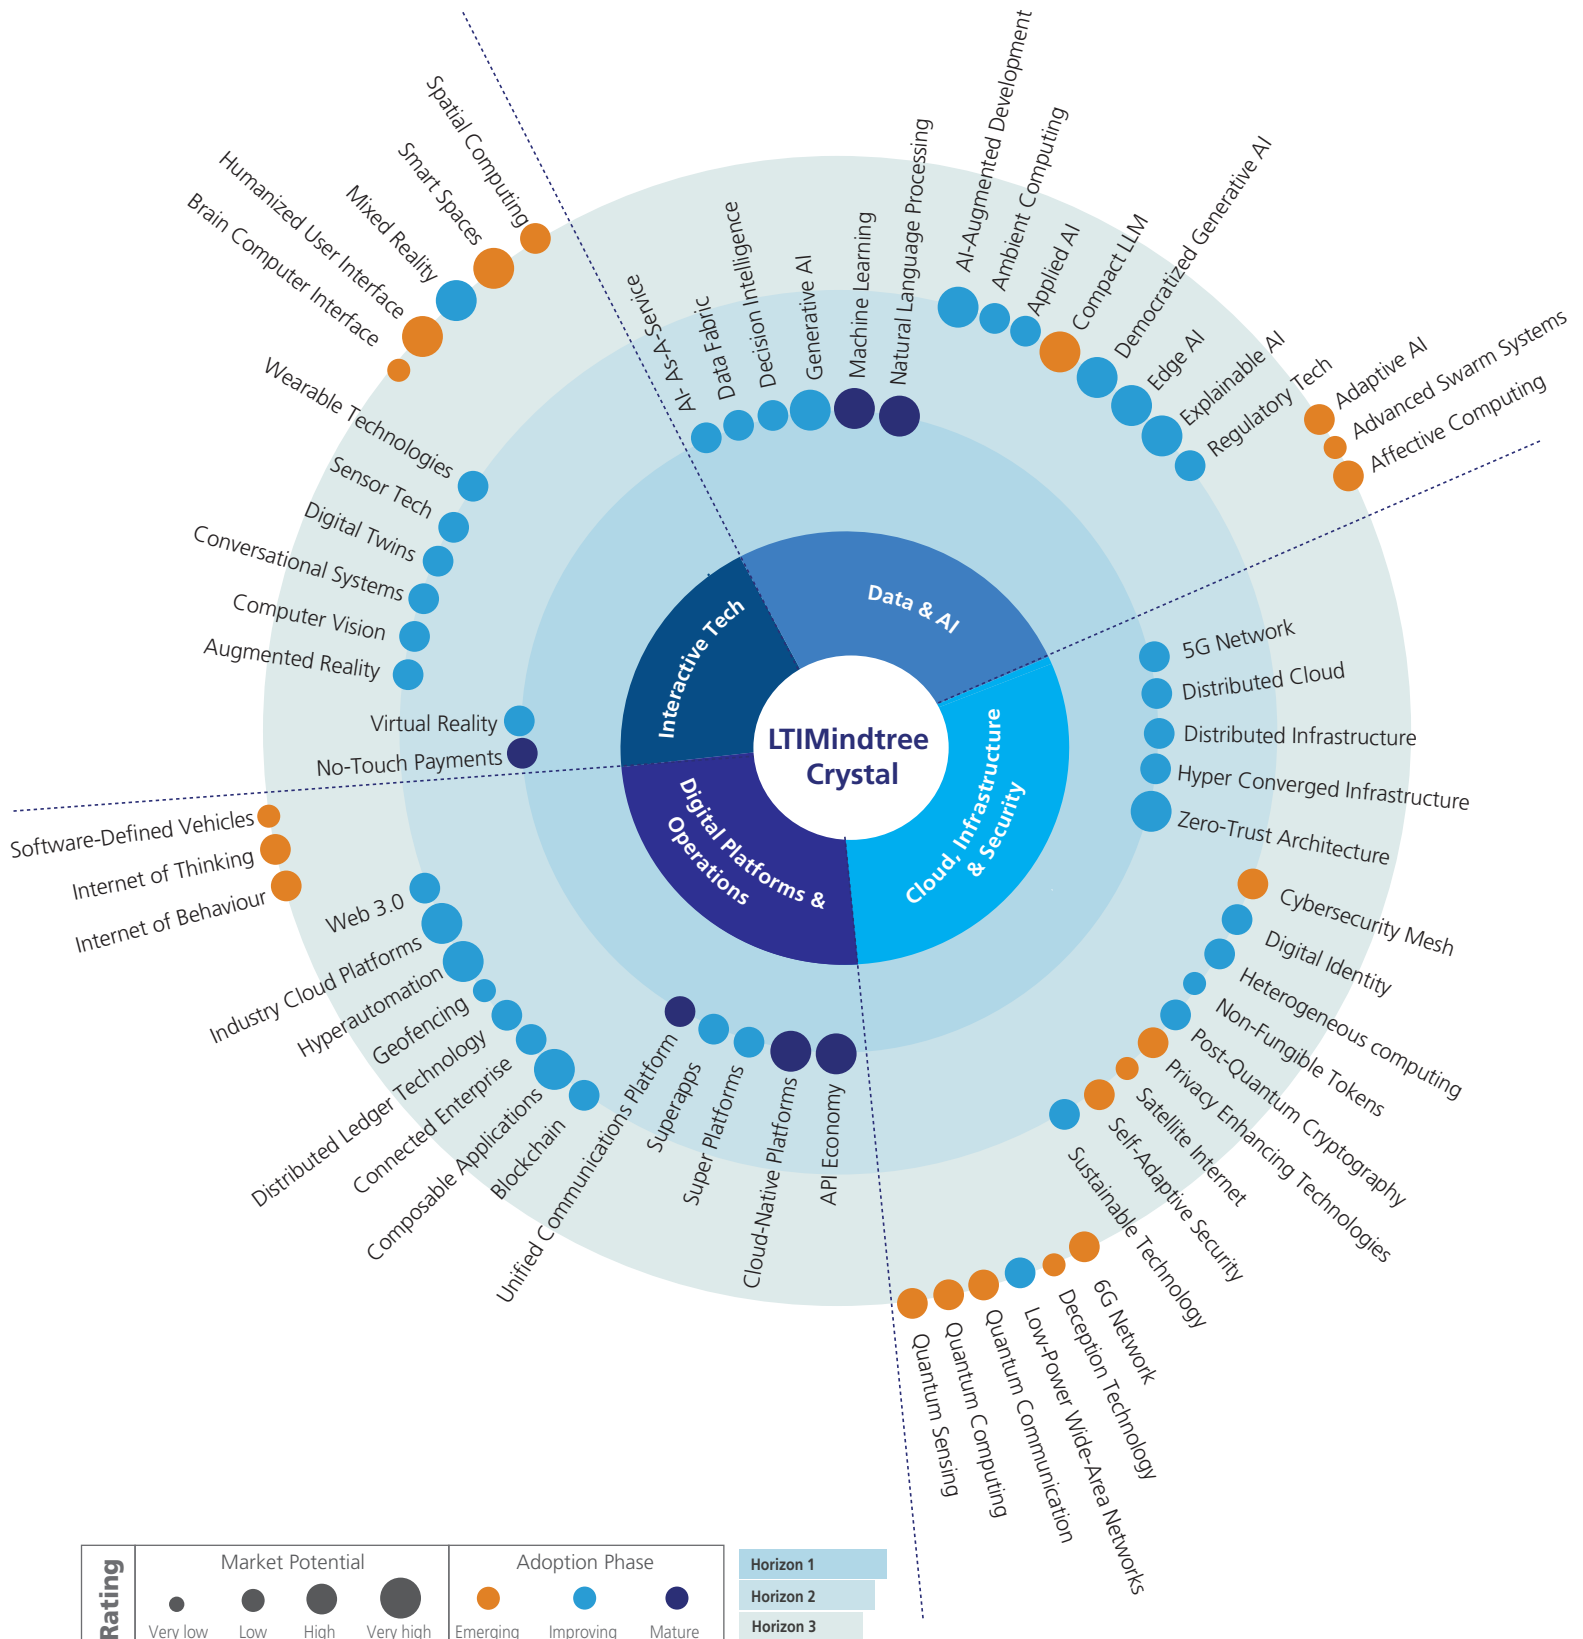 Spatial Computing
Smart Spaces
Mixed Reality
Humanized User Interface
Brain Computer Interface
Wearable Technologies
Sensor Tech
Digital Twins
Conversational Systems
Computer Vision
Augmented Reality
Virtual Reality
No-Touch Payments
AI- As-A-Service
Data Fabric
Decision Intelligence
Generative AI
Machine Learning
Natural Language Processing
AI-Augmented Development
Ambient Computing
Applied AI
Compact LLM
Democratized Generative AI
Edge AI
Explainable AI
Regulatory Tech
Adaptive AI
Advanced Swarm Systems
Affective Computing
5G Network
Distributed Cloud
Distributed Infrastructure
Hyper Converged Infrastructure
Zero-Trust Architecture
Cybersecurity Mesh
Digital Identity
Heterogeneous computing
Non-Fungible Tokens
Post-Quantum Cryptography
Privacy Enhancing Technologies
Satellite Internet
Self-Adaptive Security
Sustainable Technology
6G Network
Deception Technology
Low-Power Wide-Area Networks
Quantum Communication
Quantum Computing
Quantum Sensing
API Economy
Cloud-Native Platforms
Super Platforms
Superapps
Unified Communications Platform
Blockchain
Composable Applications
Connected Enterprise
Distributed Ledger Technology
Geofencing
Hyperautomation
Industry Cloud Platforms
Web 3.0
Internet of Behaviour
Internet of Thinking
Software-Defined Vehicles
Interactive Tech
Data & AI
Cloud, Infrastructure
& Security
Digital Platforms &
Operations
LTIMindtree
Crystal
Rating
Market Potential
Very low
Low
High
Very high
Adoption Phase
Emerging
Improving
Mature
Horizon 1
Horizon 2
Horizon 3